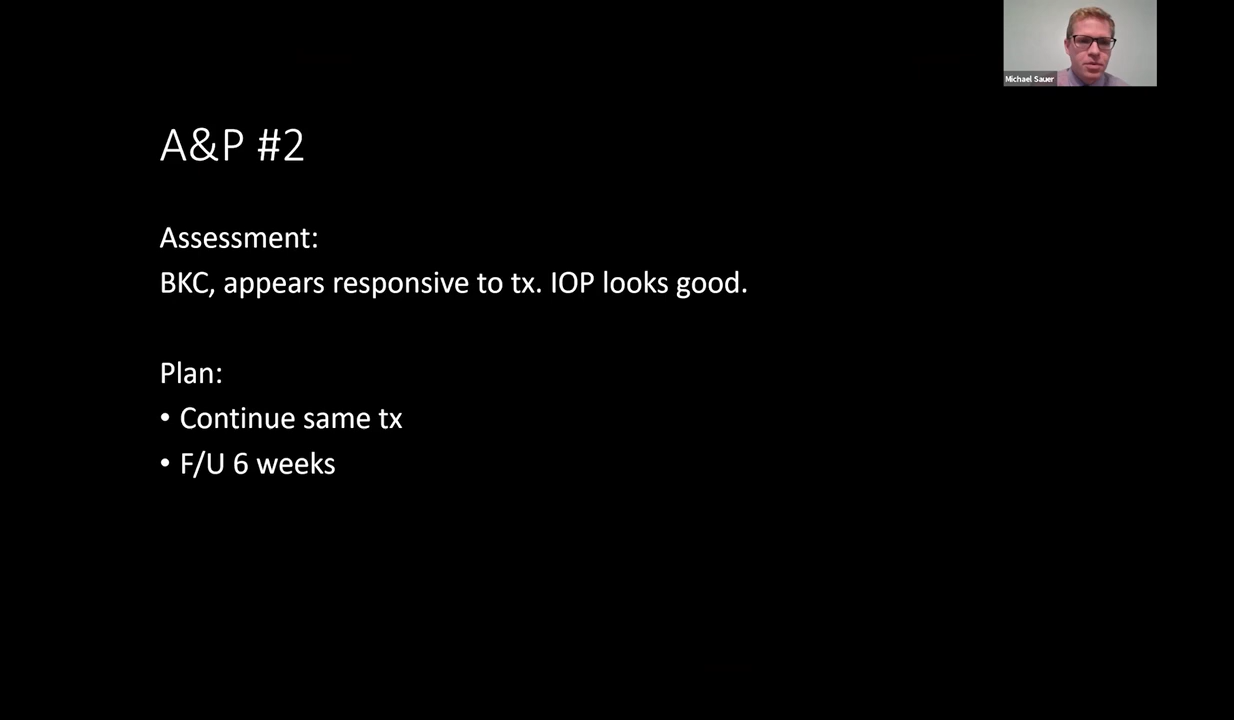 Michael Sauer
A&P #2
Assessment:
BKC, appears responsive to tx. IOP looks good.
Plan:
• Continue same tx
• F/U 6 weeks